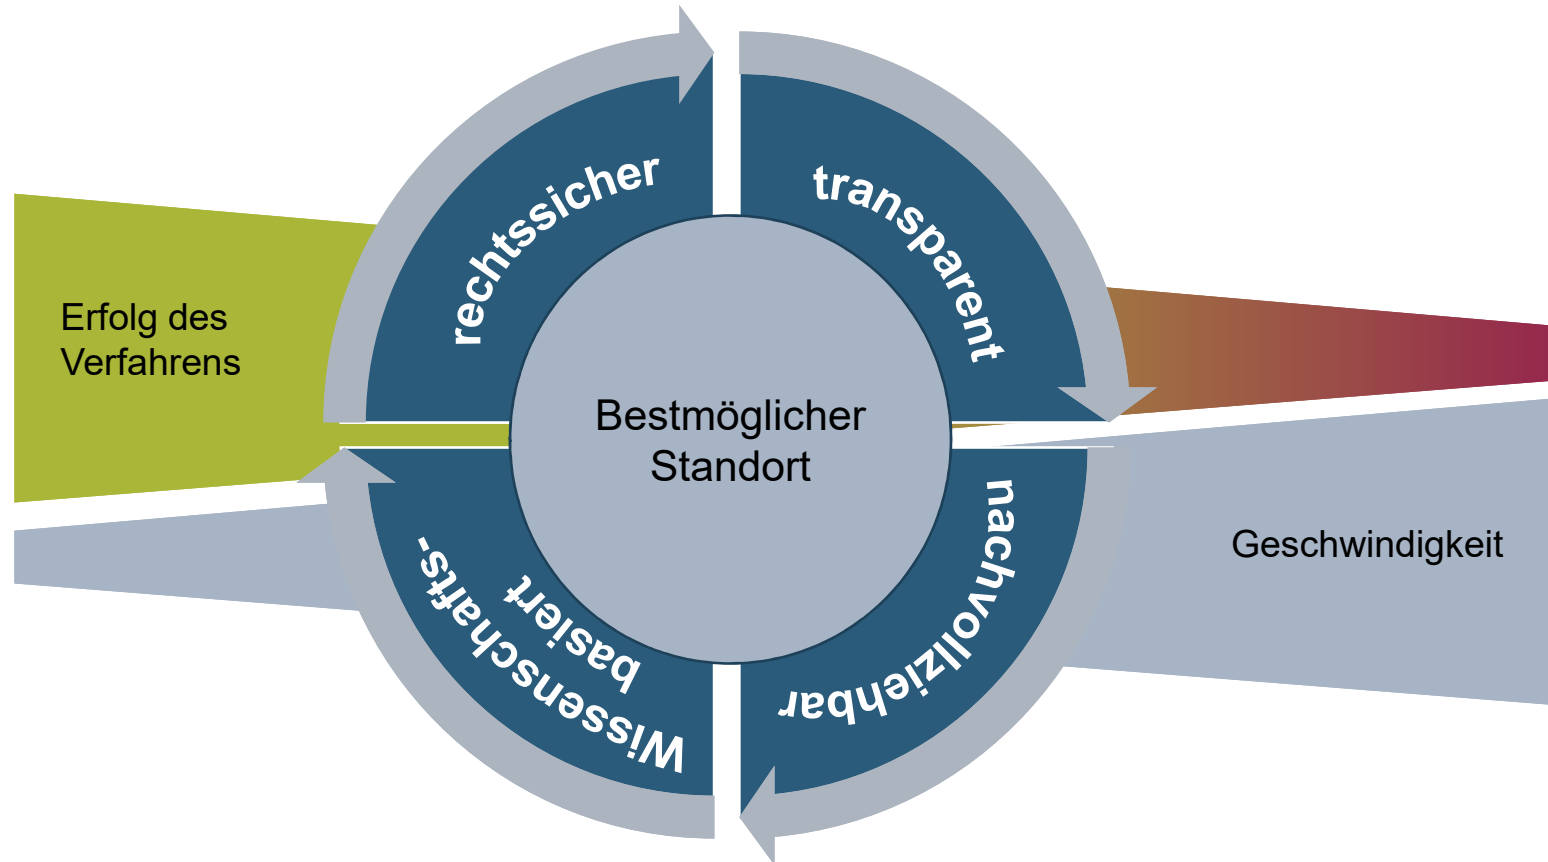 rechtssicher
transparent
Erfolg des
Verfahrens
Bestmöglicher
Standort
nachvollziehbar
Geschwindigkeit
Wissenschafts-
basiert